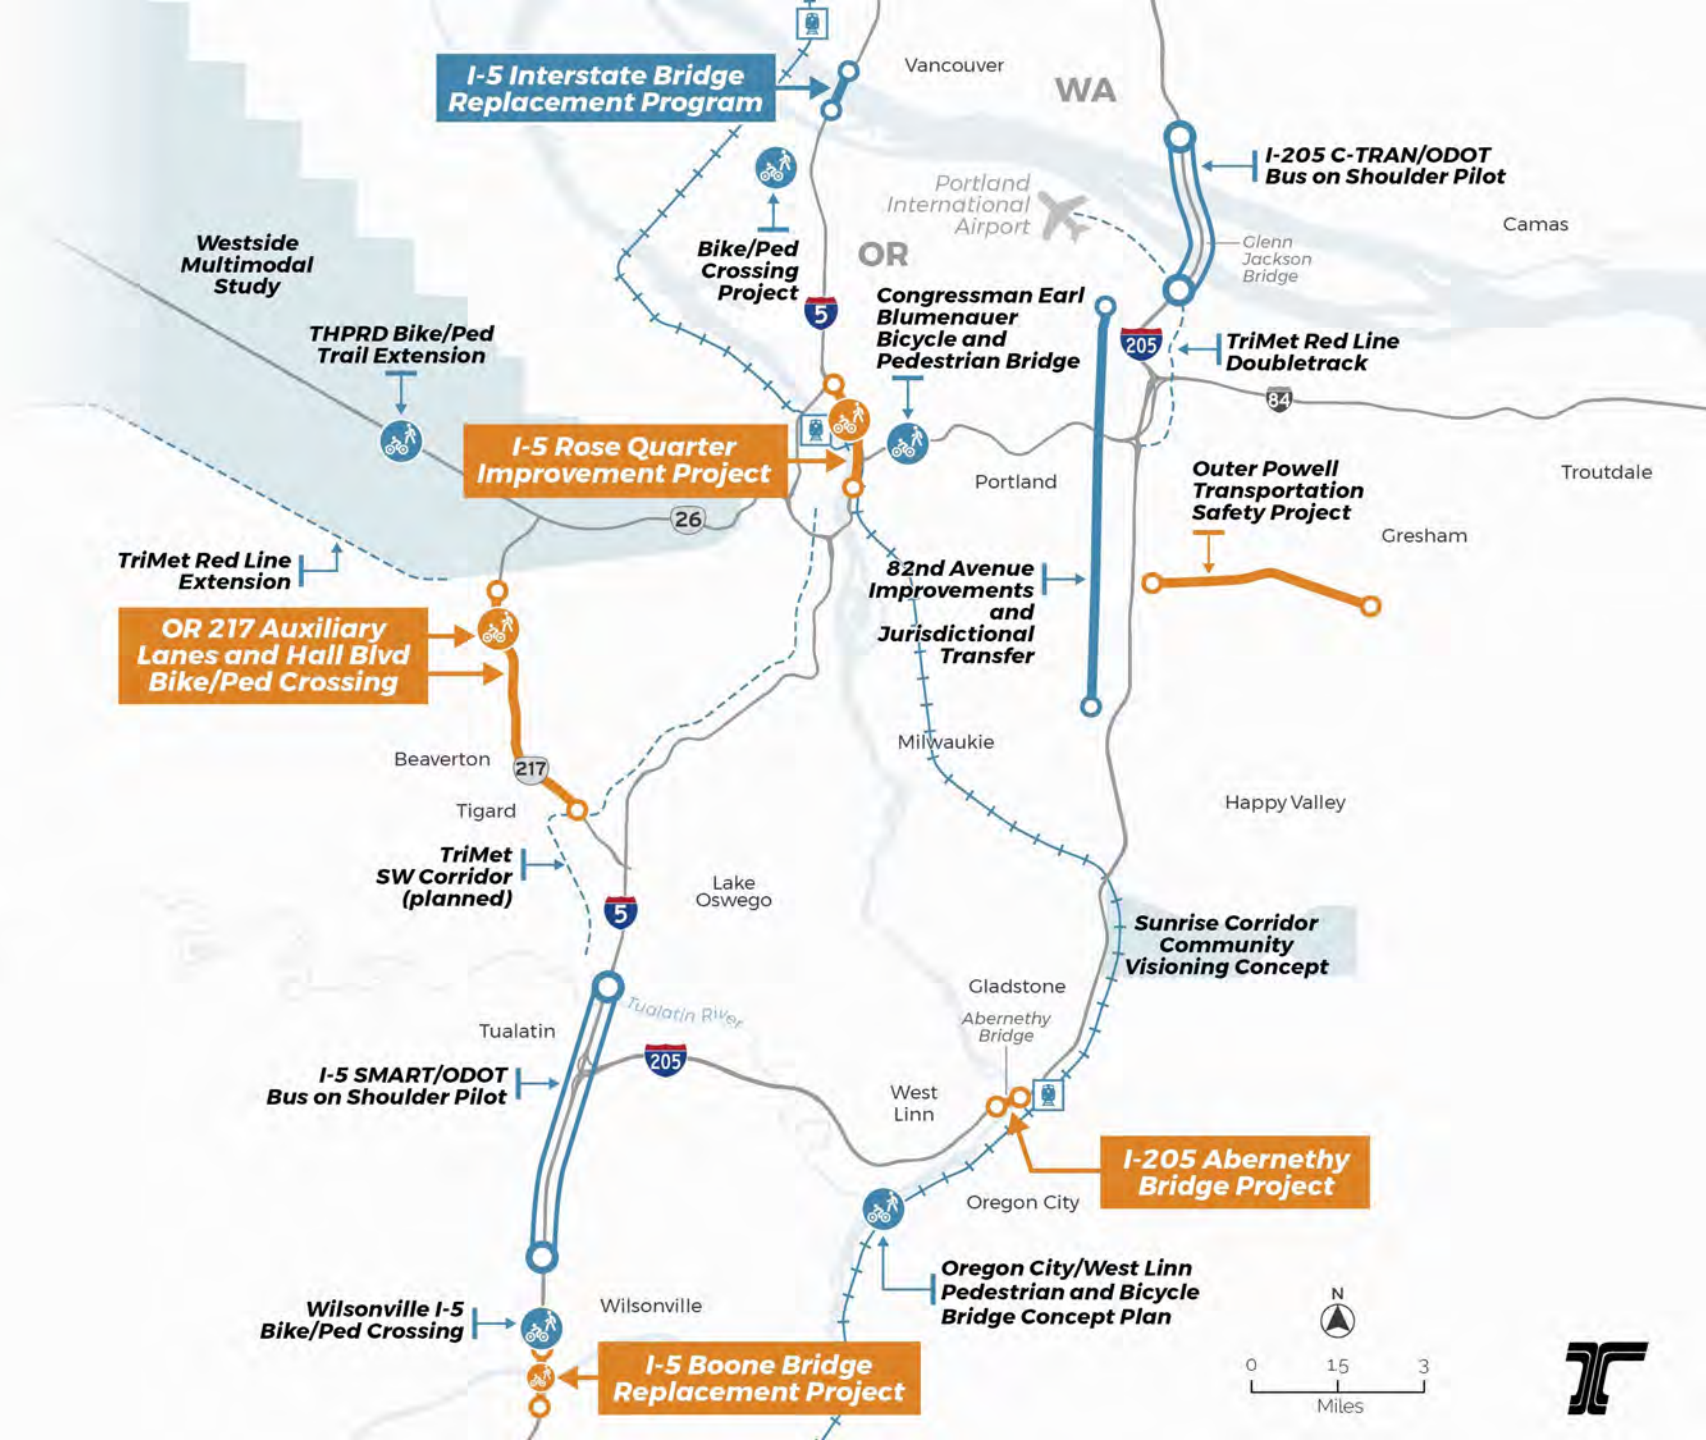 I-5 Interstate Bridge
Replacement Program
Vancouver
WA
I-205 C-TRAN/ODOT
Bus on Shoulder Pilot
Portland
International
Airport
Camas
Westside
Multimodal
Study
Bike/Ped
Crossing
Project
OR
Glenn
Jackson
Bridge
5
Congressman Earl
Blumenauer
Bicycle and
Pedestrian Bridge
THPRD Bike/Ped
Trail Extension
205
TriMet Red Line
Doubletrack
84
I-5 Rose Quarter
Improvement Project
Portland
Outer Powell
Transportation
Safety Project
Troutdale
26
Gresham
TriMet Red Line
Extension
82nd Avenue
Improvements
and
Jurisdictional
Transfer
OR 217 Auxiliary
Lanes and Hall Blvd
Bike/Ped Crossing
Beaverton
217
Milwaukie
Tigard
Happy Valley
TriMet
SW Corridor
(planned)
Lake
Oswego
5
Sunrise Corridor
Community
Visioning Concept
Gladstone
Abernethy
Bridge
Tualatin River
Tualatin
205
I-5 SMART/ODOT
Bus on Shoulder Pilot
West
Linn
I-205 Abernethy
Bridge Project
Oregon City
Oregon City/West Linn
Pedestrian and Bicycle
Bridge Concept Plan
Wilsonville I-5
Bike/Ped Crossing
Wilsonville
I-5 Boone Bridge
Replacement Project
N
0 15 3
Miles